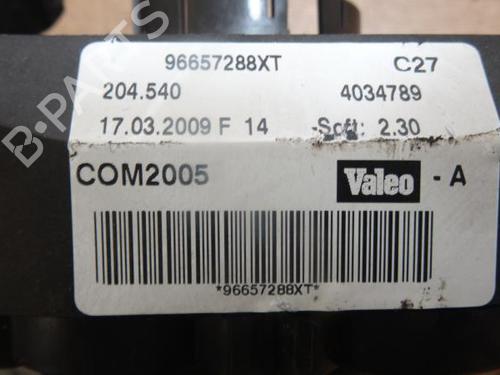 96657288XT C27
204.540 4034789
17.03.2009 F 14 -Soft: 2.30
COM2005 Valeo - A
*96657288XT*
B-PARTS